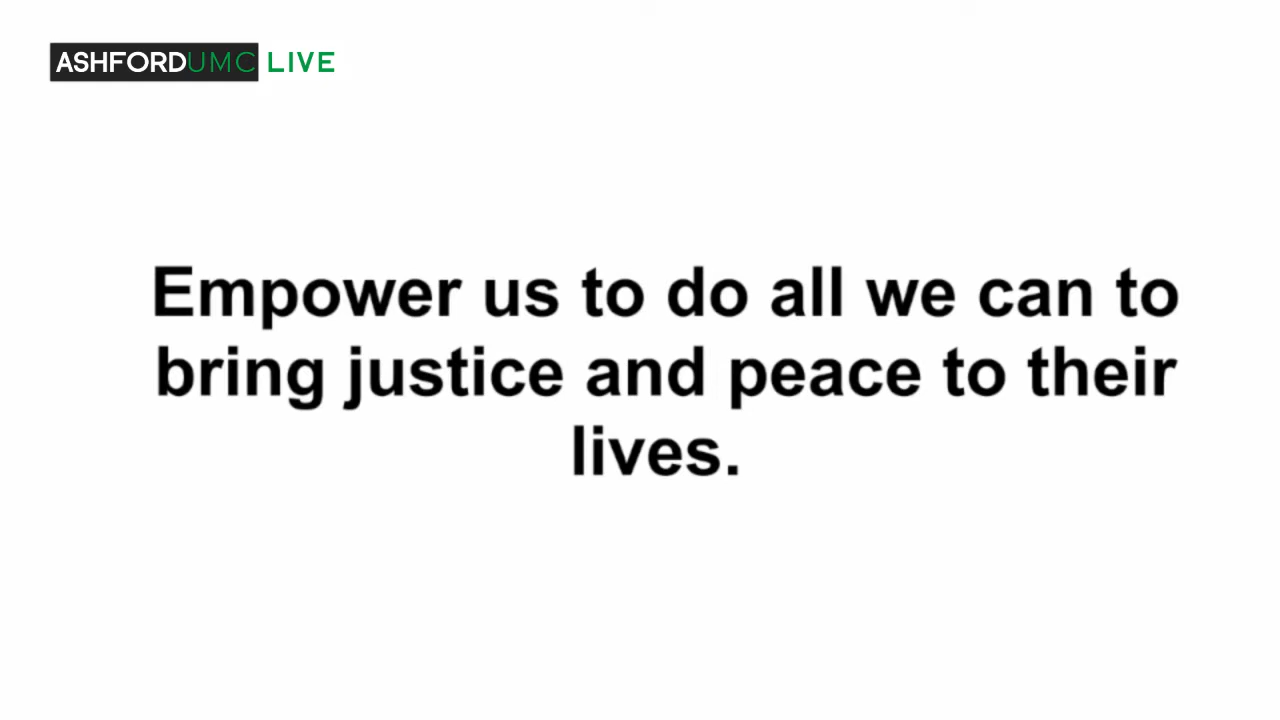 ASHFORDUMC LIVE
Empower us to do all we can to
bring justice and peace to their
lives.